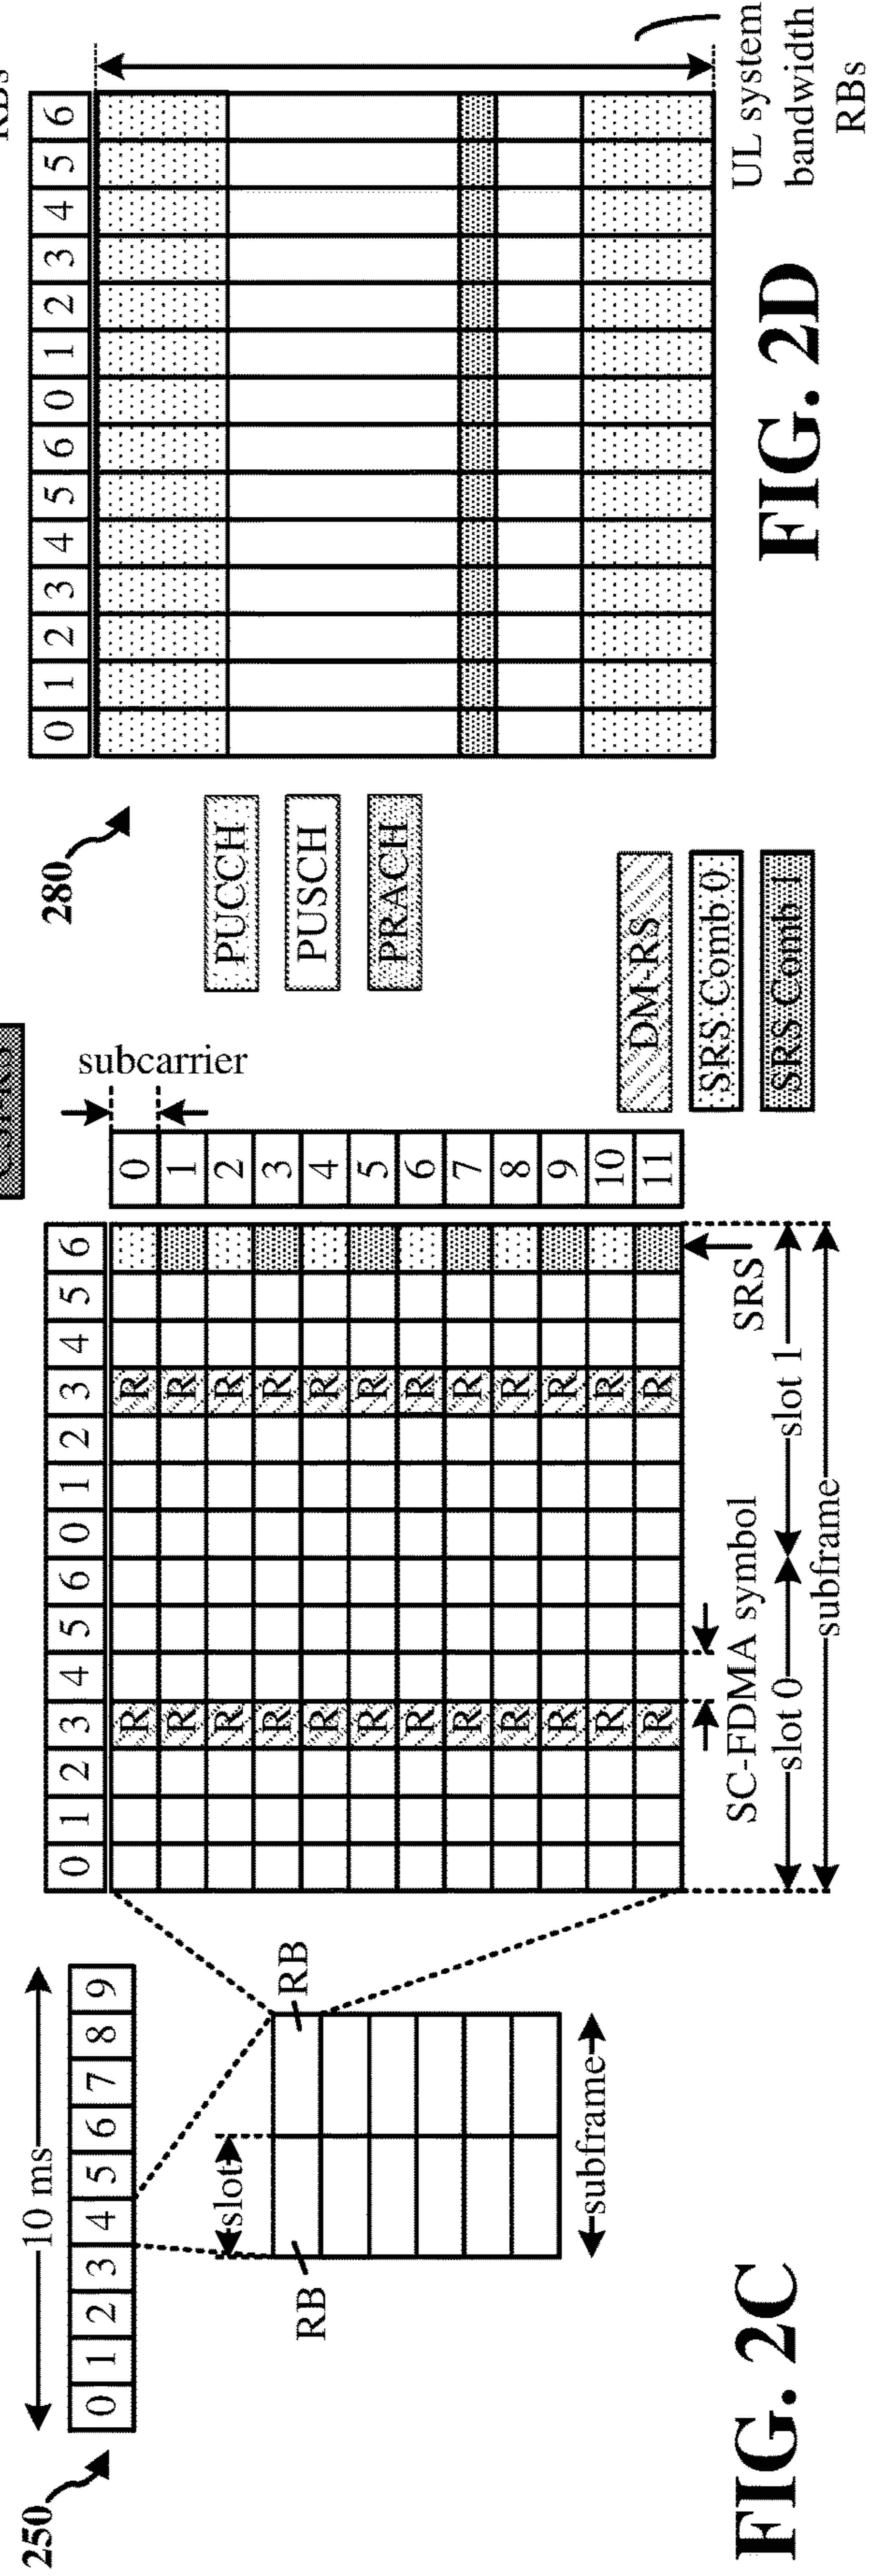 250
10 ms
0 1 2 3 4 5 6 7 8 9
slot
RB
RB
subframe
FIG. 2C
0 1 2 3 4 5 6 0 1 2 3 4 5 6
R R
R R
R R
R R
R R
R R
R R
R R
R R
R R
R R
R R
subcarrier
0
1
2
3
4
5
6
7
8
9
10
11
SC-FDMA symbol
SRS
slot 0
slot 1
subframe
DM-RS
SRS Comb 0
SRS Comb 1
280
PUCCH
PUSCH
PRACH
0 1 2 3 4 5 6 0 1 2 3 4 5 6
UL system
bandwidth
RBs
FIG. 2D
RBs